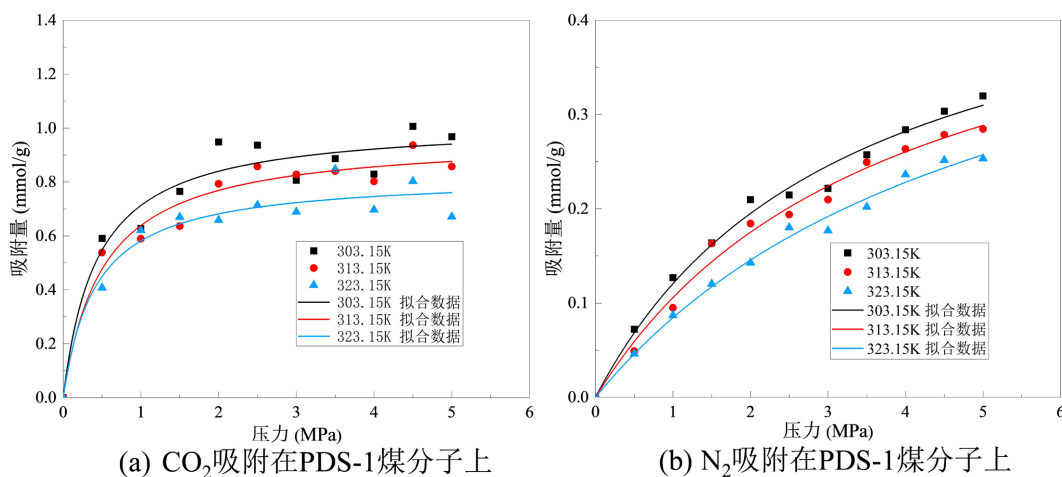 1.4
1.2
1.0
0.8
0.6
0.4
0.2
0.0
吸附量 (mmol/g)
303.15K
313.15K
323.15K
303.15K 拟合数据
313.15K 拟合数据
323.15K 拟合数据
0 1 2 3 4 5 6
压力 (MPa)
(a) CO₂吸附在PDS-1煤分子上
0.4
0.3
0.2
0.1
0.0
吸附量 (mmol/g)
303.15K
313.15K
323.15K
303.15K 拟合数据
313.15K 拟合数据
323.15K 拟合数据
0 1 2 3 4 5 6
压力 (MPa)
(b) N₂吸附在PDS-1煤分子上